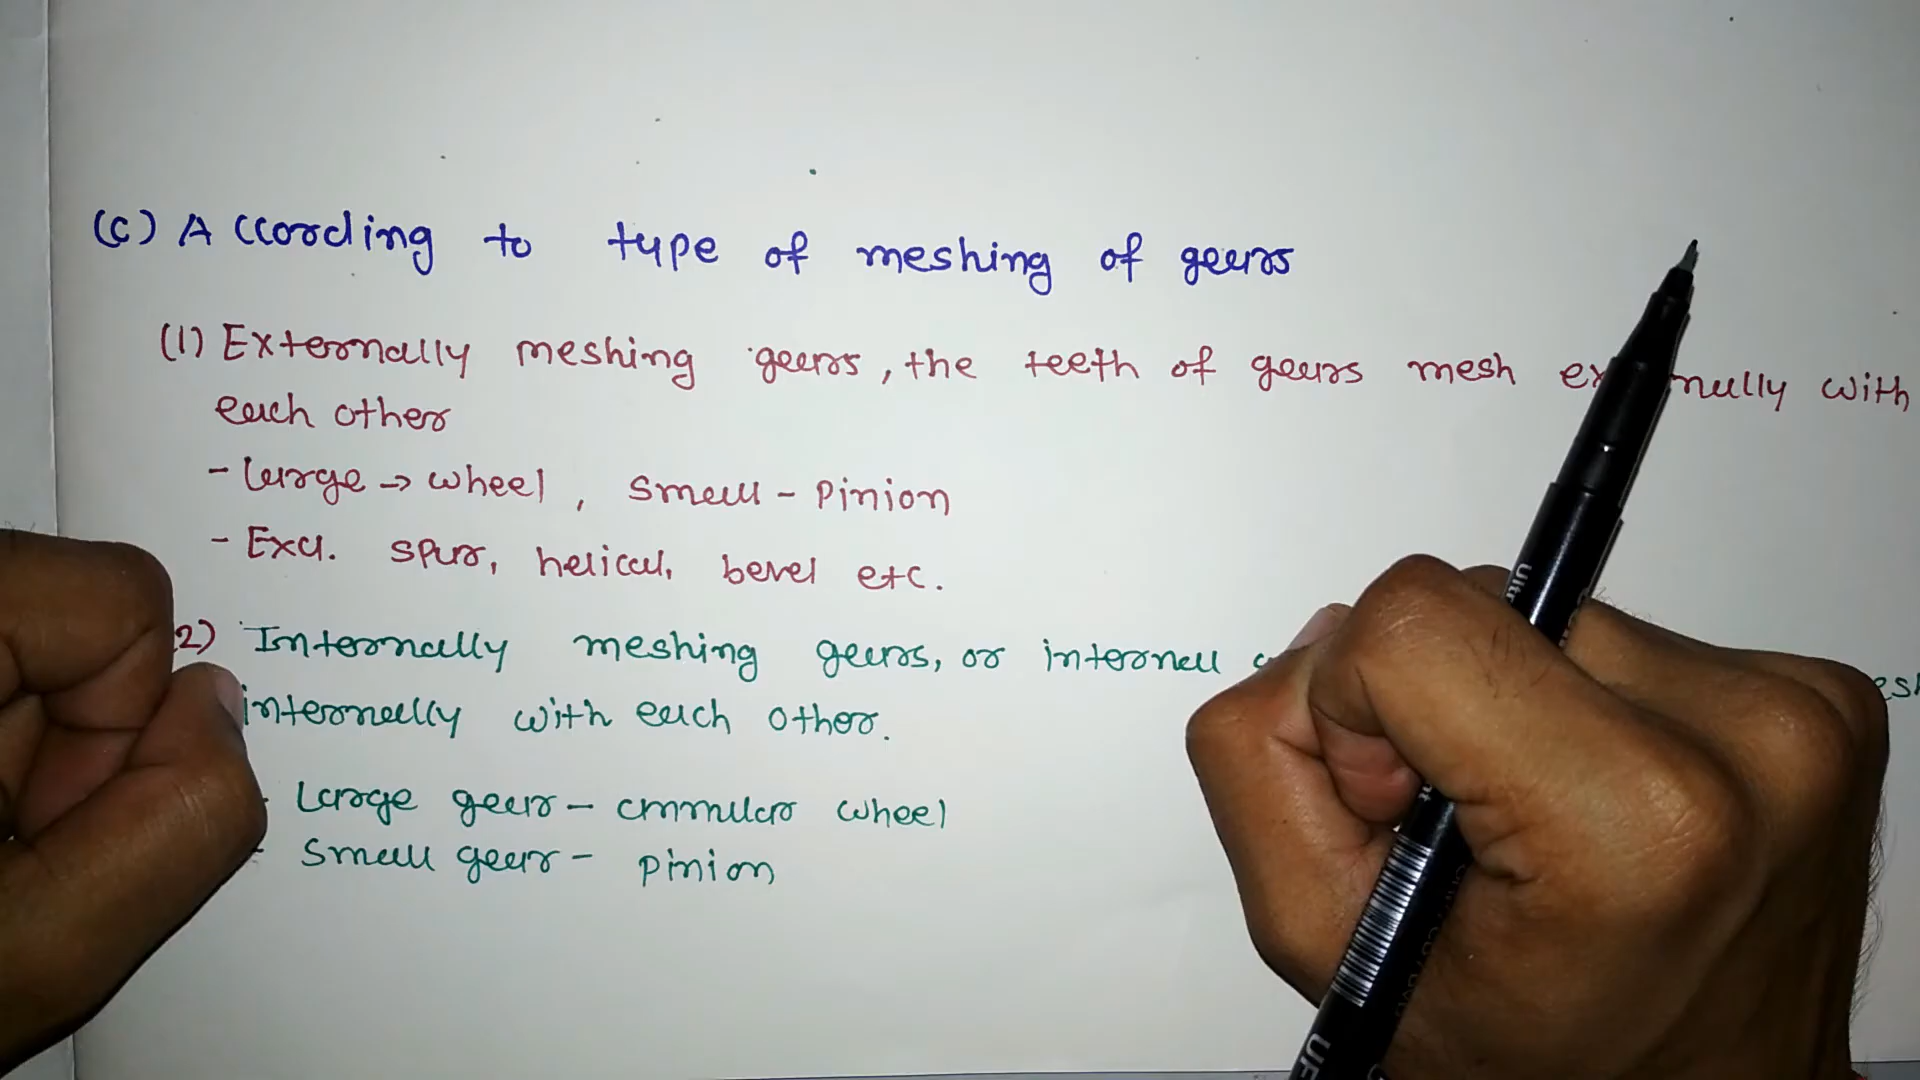 (C) According to type of meshing of gears
(1) Externally meshing gears, the teeth of gears mesh externally with
each other
- Large → wheel, Small - Pinion
- Exa. spur, helical, bevel etc.
2) Internally meshing gears, or internal
internally with each other.
- Large gear - annular wheel
- Small gear - pinion